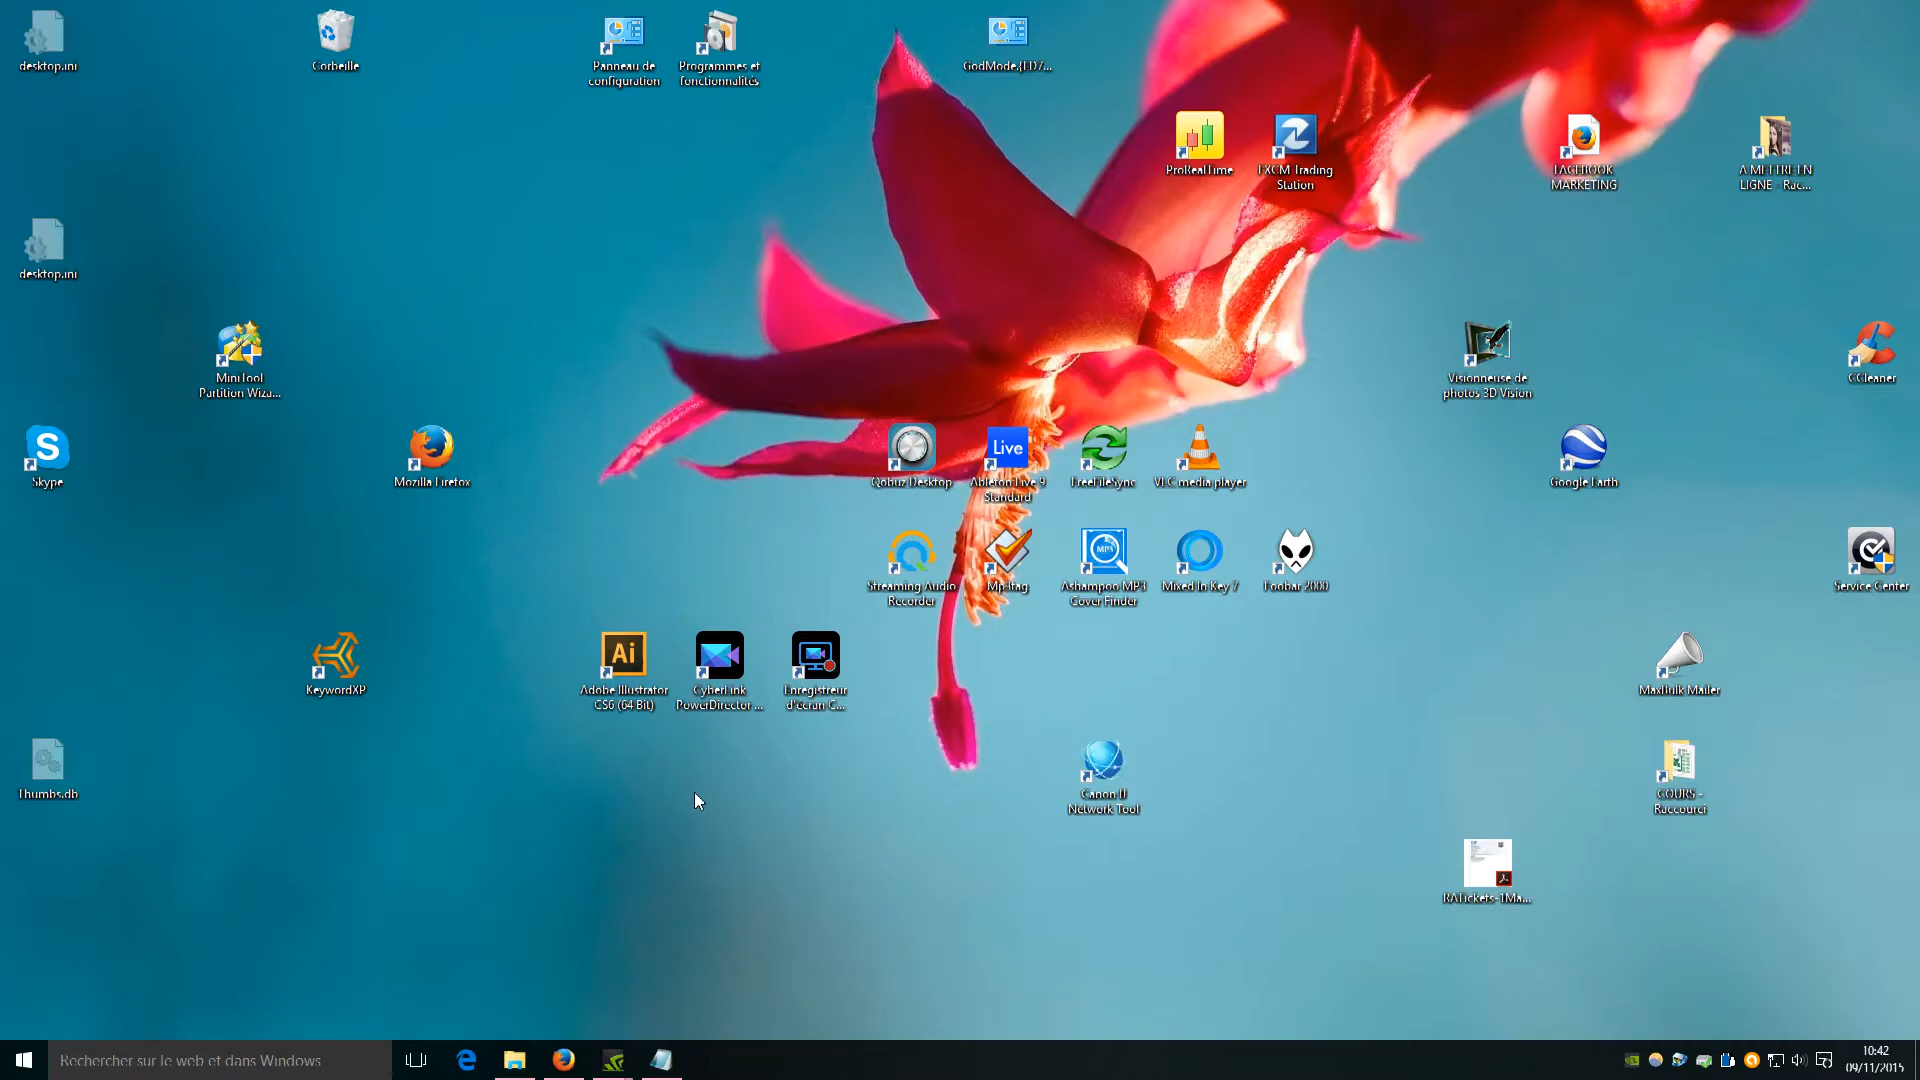 desktop.ini
Corbeille
Panneau de
configuration
Programmes et
fonctionnalités
GodMode.{ED7...
ProRealTime
FXCM Trading
Station
FACEBOOK
MARKETING
A METTRE EN
LIGNE - Rac...
desktop.ini
MiniTool
Partition Wiza...
Visionneuse de
photos 3D Vision
CCleaner
S
Skype
Mozilla Firefox
Qobuz Desktop
Live
Ableton Live 9
Standard
FreeFileSync
VLC media player
Google Earth
Streaming Audio
Recorder
Mp3tag
MP3
Ashampoo MP3
Cover Finder
Mixed In Key 7
Foobar 2000
Service Center
KeywordXP
Ai
Adobe Illustrator
CS6 (64 Bit)
CyberLink
PowerDirector ...
Enregistreur
d'écran C...
MaxBulk Mailer
Thumbs.db
Canon IJ
Network Tool
COURS -
Raccourci
RATickets-1Ma...
Rechercher sur le web et dans Windows
10:42
09/11/2015